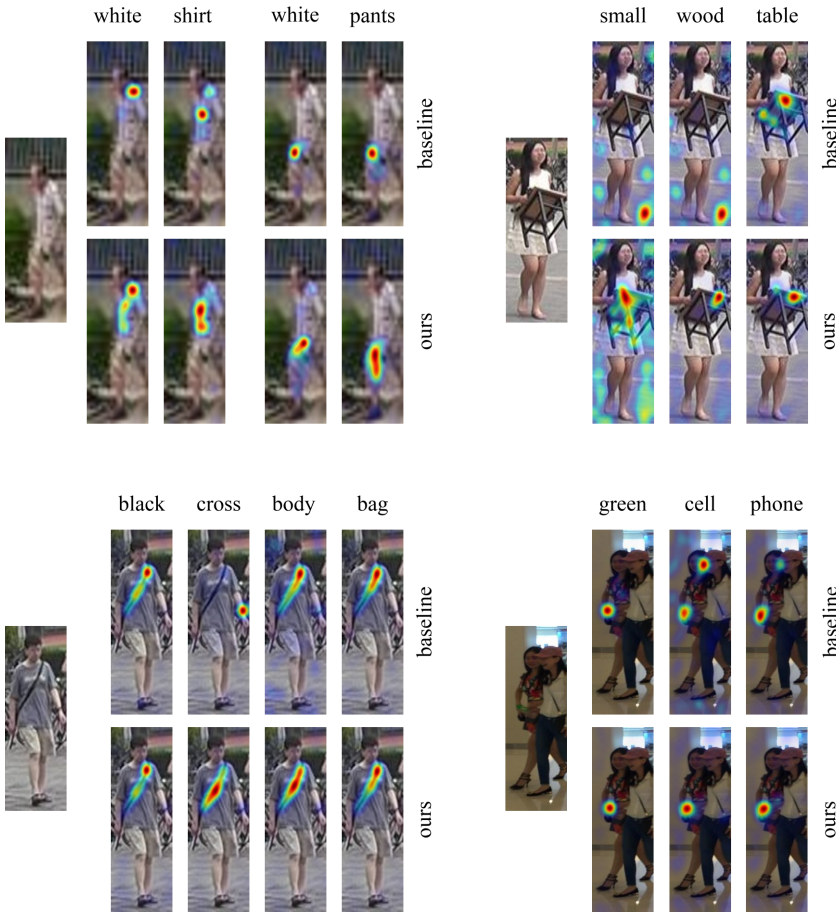 white shirt white pants
baseline
ours
small wood table
baseline
ours
black cross body bag
baseline
ours
green cell phone
baseline
ours